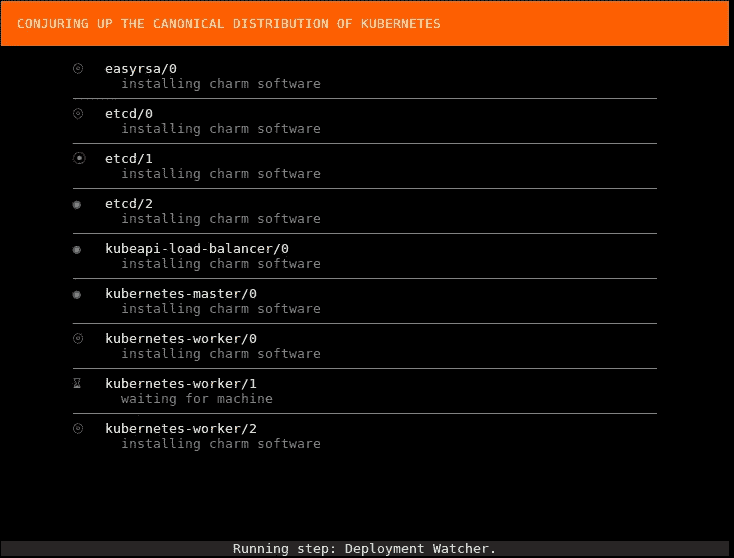 CONJURING UP THE CANONICAL DISTRIBUTION OF KUBERNETES
easyrsa/0
installing charm software
etcd/0
installing charm software
etcd/1
installing charm software
etcd/2
installing charm software
kubeapi-load-balancer/0
installing charm software
kubernetes-master/0
installing charm software
kubernetes-worker/0
installing charm software
kubernetes-worker/1
waiting for machine
kubernetes-worker/2
installing charm software
Running step: Deployment Watcher.